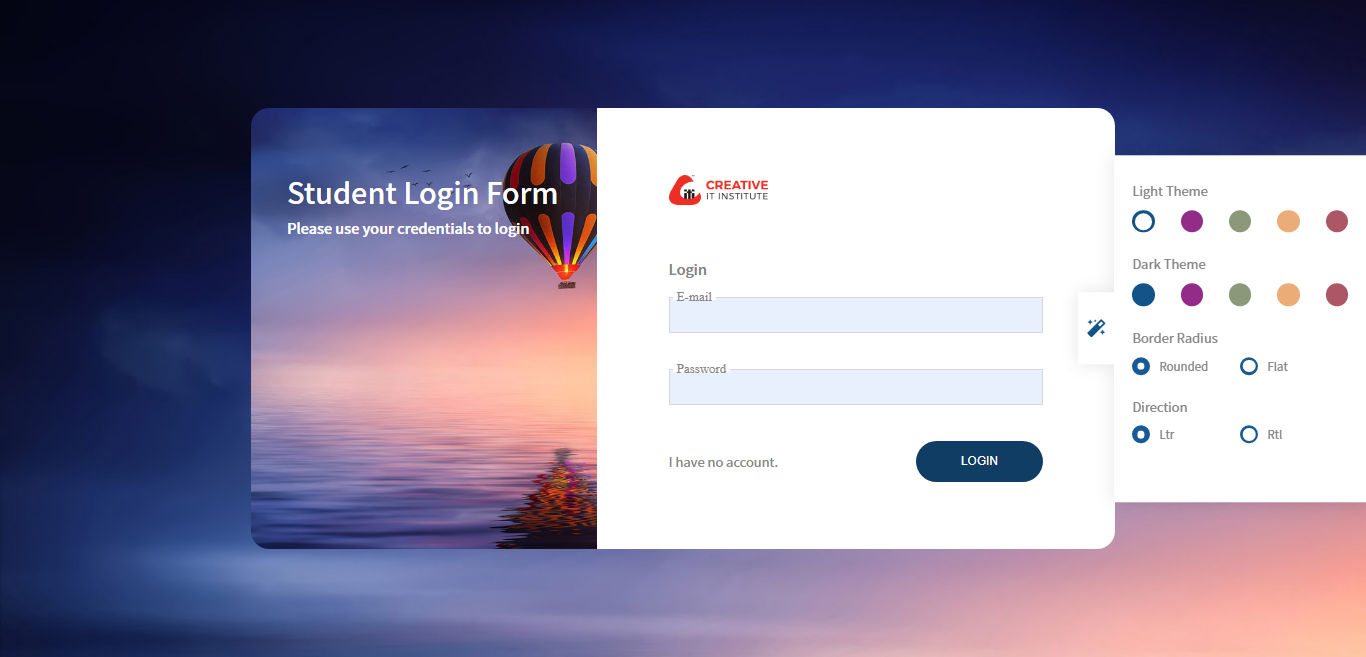 Student Login Form
Please use your credentials to login
CREATIVE
IT INSTITUTE
Login
E-mail
Password
I have no account.
LOGIN
Light Theme
Dark Theme
Border Radius
Rounded
Flat
Direction
Ltr
Rtl